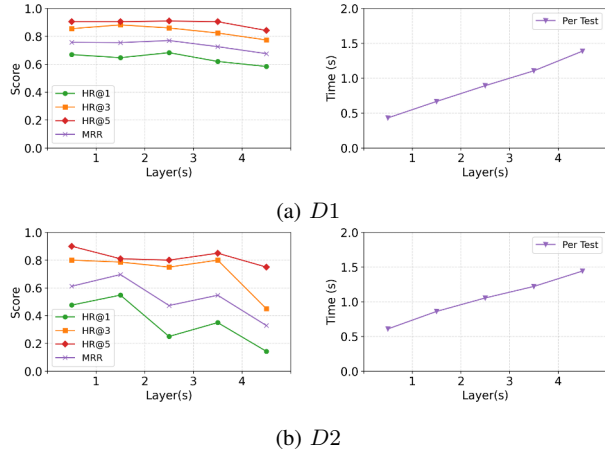 1.0
0.8
0.6
0.4
0.2
0.0
Score
HR@1
HR@3
HR@5
MRR
1 2 3 4
Layer(s)
2.0
1.5
1.0
0.5
0.0
Time (s)
Per Test
1 2 3 4
Layer(s)
(a) D1
1.0
0.8
0.6
0.4
0.2
0.0
Score
HR@1
HR@3
HR@5
MRR
1 2 3 4
Layer(s)
2.0
1.5
1.0
0.5
0.0
Time (s)
Per Test
1 2 3 4
Layer(s)
(b) D2